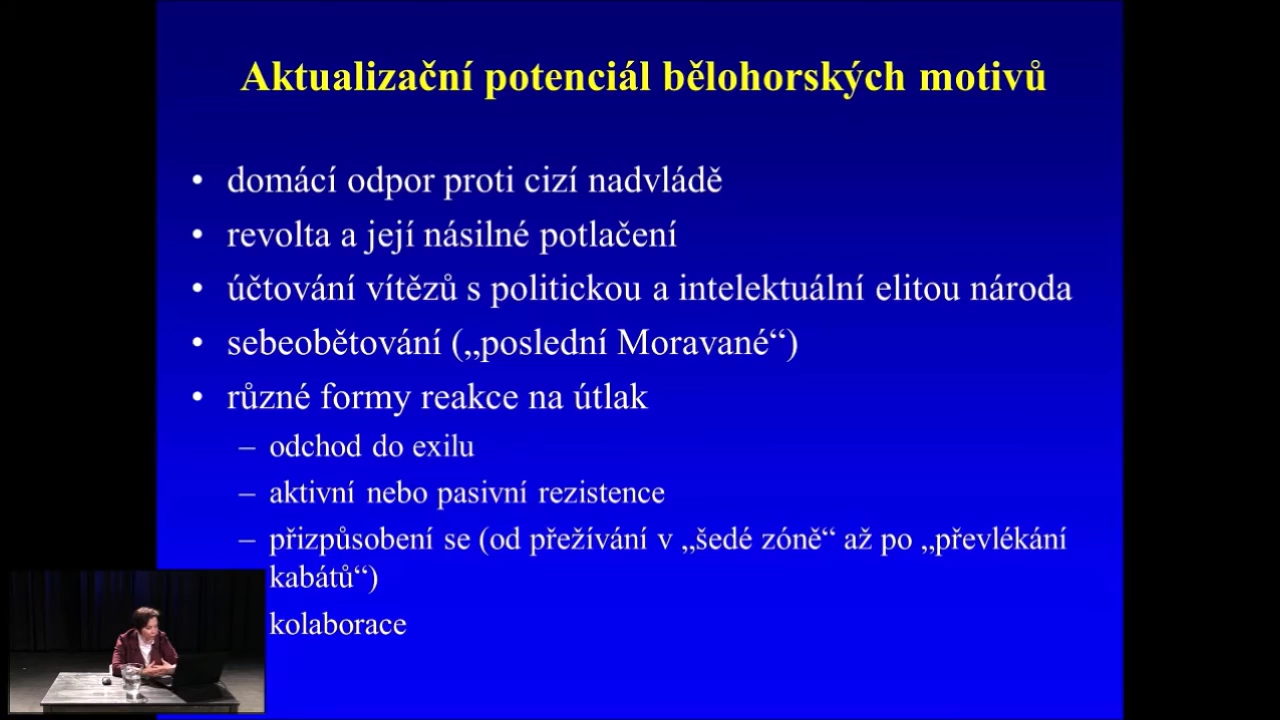 Aktualizační potenciál bělohorských motivů
• domácí odpor proti cizí nadvládě
• revolta a její násilné potlačení
• účtování vítězů s politickou a intelektuální elitou národa
• sebeobětování („poslední Moravané“)
• různé formy reakce na útlak
– odchod do exilu
– aktivní nebo pasivní rezistence
– přizpůsobení se (od přežívání v „šedé zóně“ až po „převlékání
kabátů“)
kolaborace